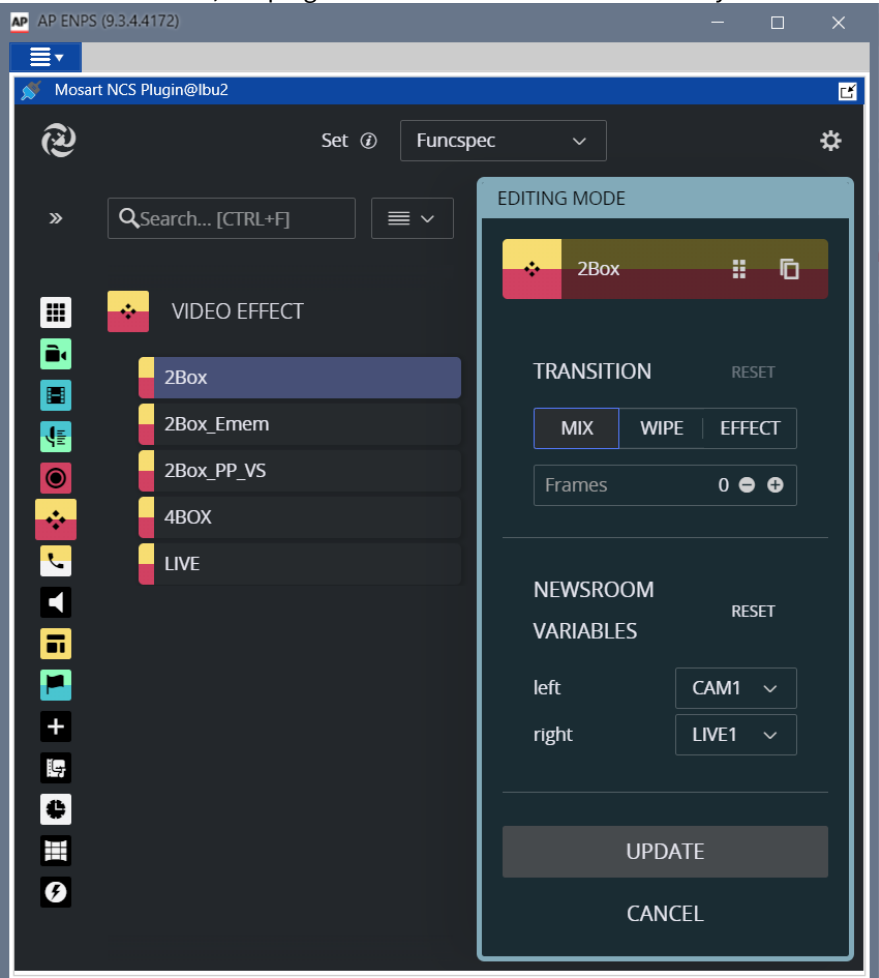 AP AP ENPS (9.3.4.4172)
Mosart NCS Plugin@lbu2
Set Funcspec
Search... [CTRL+F]
VIDEO EFFECT
2Box
2Box_Emem
2Box_PP_VS
4BOX
LIVE
EDITING MODE
2Box
TRANSITION RESET
MIX WIPE EFFECT
Frames 0
NEWSROOM
VARIABLES
RESET
left CAM1
right LIVE1
UPDATE
CANCEL